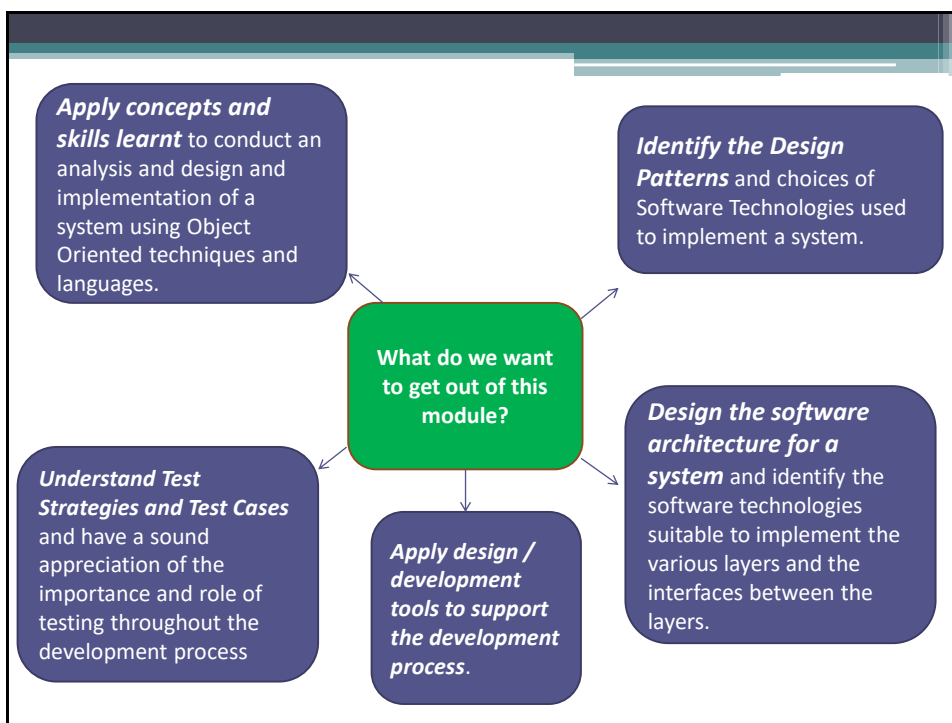 Apply concepts and
skills learnt to conduct an
analysis and design and
implementation of a
system using Object
Oriented techniques and
languages.
Identify the Design
Patterns and choices of
Software Technologies used
to implement a system.
What do we want
to get out of this
module?
Understand Test
Strategies and Test Cases
and have a sound
appreciation of the
importance and role of
testing throughout the
development process
Apply design /
development
tools to support
the development
process.
Design the software
architecture for a
system and identify the
software technologies
suitable to implement the
various layers and the
interfaces between the
layers.